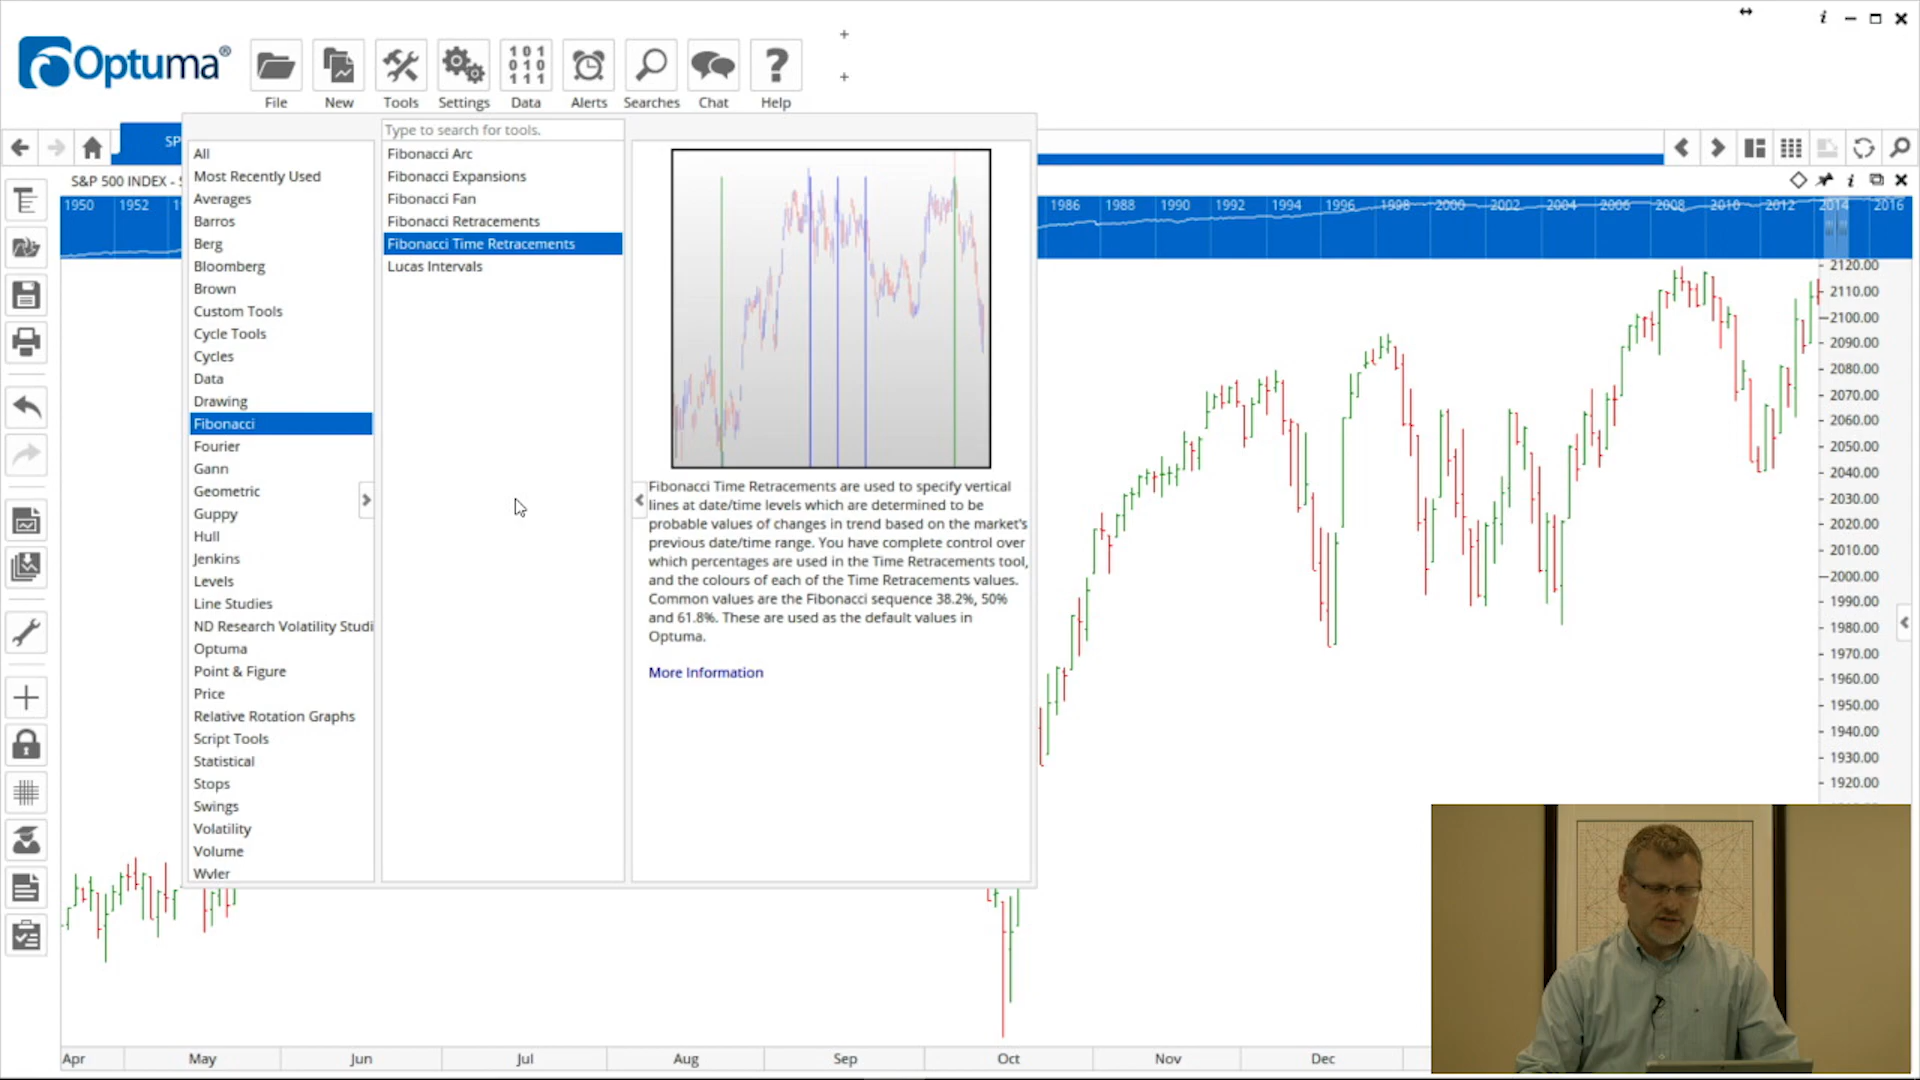 Optuma®
File
New
Tools
Settings
Data
Alerts
Searches
Chat
Help
SP
S&P 500 INDEX - S
1950
1952
1986
1988
1990
1992
1994
1996
1998
2000
2002
2004
2006
2008
2010
2012
2014
2016
Type to search for tools.
All
Most Recently Used
Averages
Barros
Berg
Bloomberg
Brown
Custom Tools
Cycle Tools
Cycles
Data
Drawing
Fibonacci
Fourier
Gann
Geometric
Guppy
Hull
Jenkins
Levels
Line Studies
ND Research Volatility Studi
Optuma
Point & Figure
Price
Relative Rotation Graphs
Script Tools
Statistical
Stops
Swings
Volatility
Volume
Wyler
Fibonacci Arc
Fibonacci Expansions
Fibonacci Fan
Fibonacci Retracements
Fibonacci Time Retracements
Lucas Intervals
Fibonacci Time Retracements are used to specify vertical
lines at date/time levels which are determined to be
probable values of changes in trend based on the market's
previous date/time range. You have complete control over
which percentages are used in the Time Retracements tool,
and the colours of each of the Time Retracements values.
Common values are the Fibonacci sequence 38.2%, 50%
and 61.8%. These are used as the default values in
Optuma.
More Information
2120.00
2110.00
2100.00
2090.00
2080.00
2070.00
2060.00
2050.00
2040.00
2030.00
2020.00
2010.00
2000.00
1990.00
1980.00
1970.00
1960.00
1950.00
1940.00
1930.00
1920.00
Apr
May
Jun
Jul
Aug
Sep
Oct
Nov
Dec